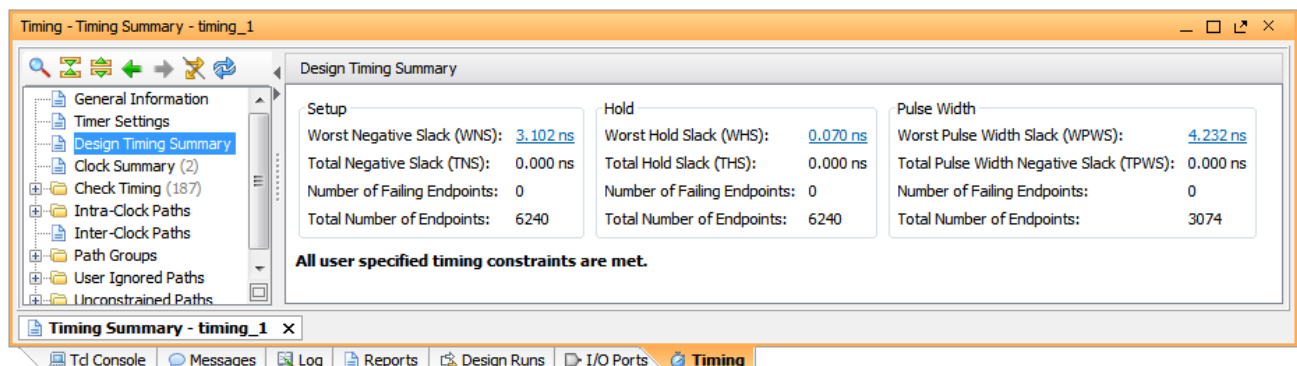 Timing - Timing Summary - timing_1
General Information
Timer Settings
Design Timing Summary
Clock Summary (2)
Check Timing (187)
Intra-Clock Paths
Inter-Clock Paths
Path Groups
User Ignored Paths
Unconstrained Paths
Design Timing Summary
Setup
Worst Negative Slack (WNS): 3.102 ns
Total Negative Slack (TNS): 0.000 ns
Number of Failing Endpoints: 0
Total Number of Endpoints: 6240
Hold
Worst Hold Slack (WHS): 0.070 ns
Total Hold Slack (THS): 0.000 ns
Number of Failing Endpoints: 0
Total Number of Endpoints: 6240
Pulse Width
Worst Pulse Width Slack (WPWS): 4.232 ns
Total Pulse Width Negative Slack (TPWS): 0.000 ns
Number of Failing Endpoints: 0
Total Number of Endpoints: 3074
All user specified timing constraints are met.
Timing Summary - timing_1
Tcl Console Messages Log Reports Design Runs I/O Ports Timing